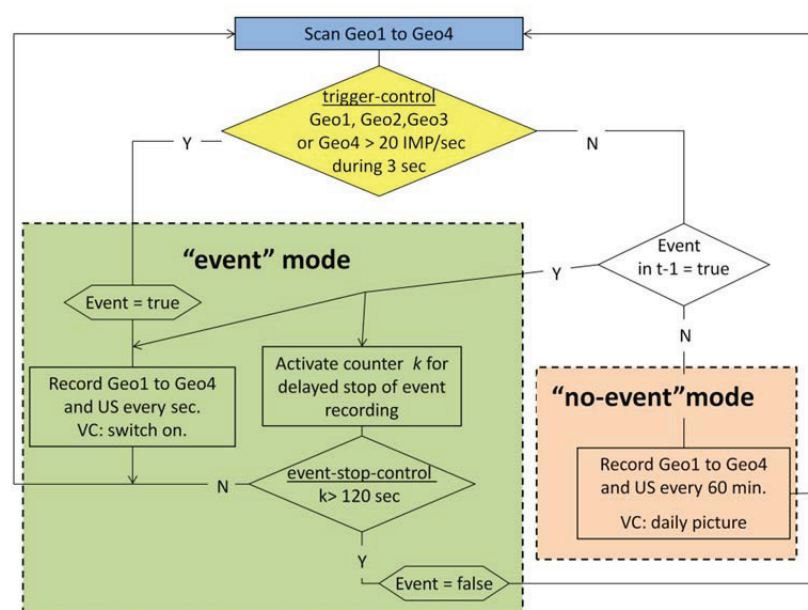 Scan Geo1 to Geo4
trigger-control
Geo1, Geo2,Geo3
or Geo4 > 20 IMP/sec
during 3 sec
Y
N
"event" mode
Event
in t-1 = true
Y
Event = true
N
Activate counter k for
delayed stop of event
recording
Record Geo1 to Geo4
and US every sec.
VC: switch on.
"no-event"mode
event-stop-control
k> 120 sec
N
Record Geo1 to Geo4
and US every 60 min.
VC: daily picture
Y
Event = false